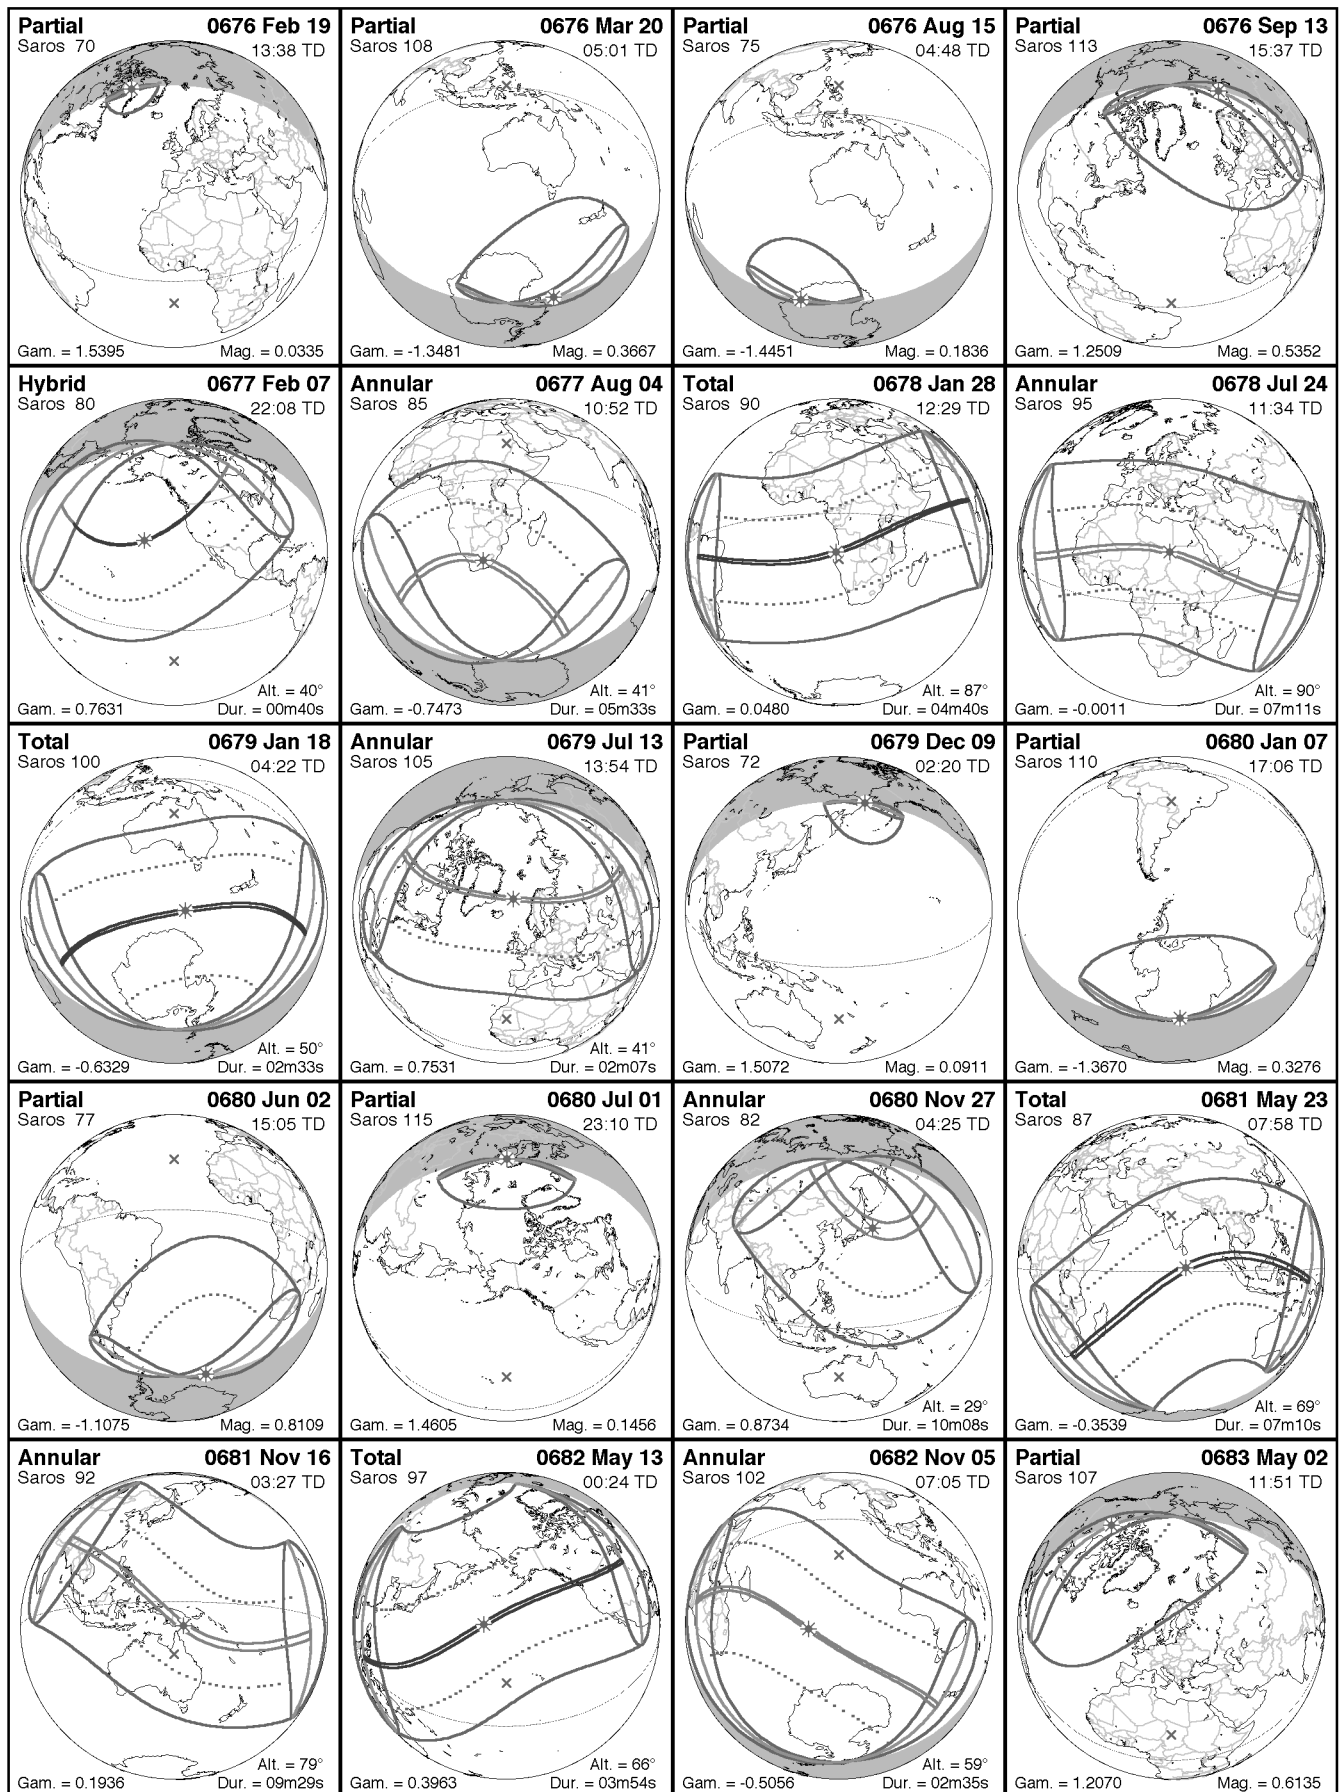 Partial 0676 Feb 19
Saros 70 13:38 TD
Gam. = 1.5395 Mag. = 0.0335
Partial 0676 Mar 20
Saros 108 05:01 TD
Gam. = -1.3481 Mag. = 0.3667
Partial 0676 Aug 15
Saros 75 04:48 TD
Gam. = -1.4451 Mag. = 0.1836
Partial 0676 Sep 13
Saros 113 15:37 TD
Gam. = 1.2509 Mag. = 0.5352
Hybrid 0677 Feb 07
Saros 80 22:08 TD
Alt. = 40°
Gam. = 0.7631 Dur. = 00m40s
Annular 0677 Aug 04
Saros 85 10:52 TD
Alt. = 41°
Gam. = -0.7473 Dur. = 05m33s
Total 0678 Jan 28
Saros 90 12:29 TD
Alt. = 87°
Gam. = 0.0480 Dur. = 04m40s
Annular 0678 Jul 24
Saros 95 11:34 TD
Alt. = 90°
Gam. = -0.0011 Dur. = 07m11s
Total 0679 Jan 18
Saros 100 04:22 TD
Alt. = 50°
Gam. = -0.6329 Dur. = 02m33s
Annular 0679 Jul 13
Saros 105 13:54 TD
Alt. = 41°
Gam. = 0.7531 Dur. = 02m07s
Partial 0679 Dec 09
Saros 72 02:20 TD
Gam. = 1.5072 Mag. = 0.0911
Partial 0680 Jan 07
Saros 110 17:06 TD
Gam. = -1.3670 Mag. = 0.3276
Partial 0680 Jun 02
Saros 77 15:05 TD
Gam. = -1.1075 Mag. = 0.8109
Partial 0680 Jul 01
Saros 115 23:10 TD
Gam. = 1.4605 Mag. = 0.1456
Annular 0680 Nov 27
Saros 82 04:25 TD
Alt. = 29°
Gam. = 0.8734 Dur. = 10m08s
Total 0681 May 23
Saros 87 07:58 TD
Alt. = 69°
Gam. = -0.3539 Dur. = 07m10s
Annular 0681 Nov 16
Saros 92 03:27 TD
Alt. = 79°
Gam. = 0.1936 Dur. = 09m29s
Total 0682 May 13
Saros 97 00:24 TD
Alt. = 66°
Gam. = 0.3963 Dur. = 03m54s
Annular 0682 Nov 05
Saros 102 07:05 TD
Alt. = 59°
Gam. = -0.5056 Dur. = 02m35s
Partial 0683 May 02
Saros 107 11:51 TD
Gam. = 1.2070 Mag. = 0.6135